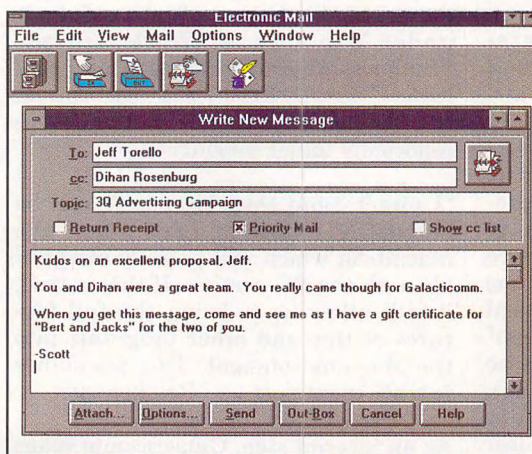 Electronic Mail
File Edit View Mail Options Window Help
IN OUT
Write New Message
To: Jeff Torello
cc: Dihan Rosenburg
Topic: 3Q Advertising Campaign
Return Receipt Priority Mail Show cc list
Kudos on an excellent proposal, Jeff.
You and Dihan were a great team. You really came though for Galacticomm.
When you get this message, come and see me as I have a gift certificate for
"Bert and Jacks" for the two of you.
-Scott
Attach... Options... Send Out-Box Cancel Help